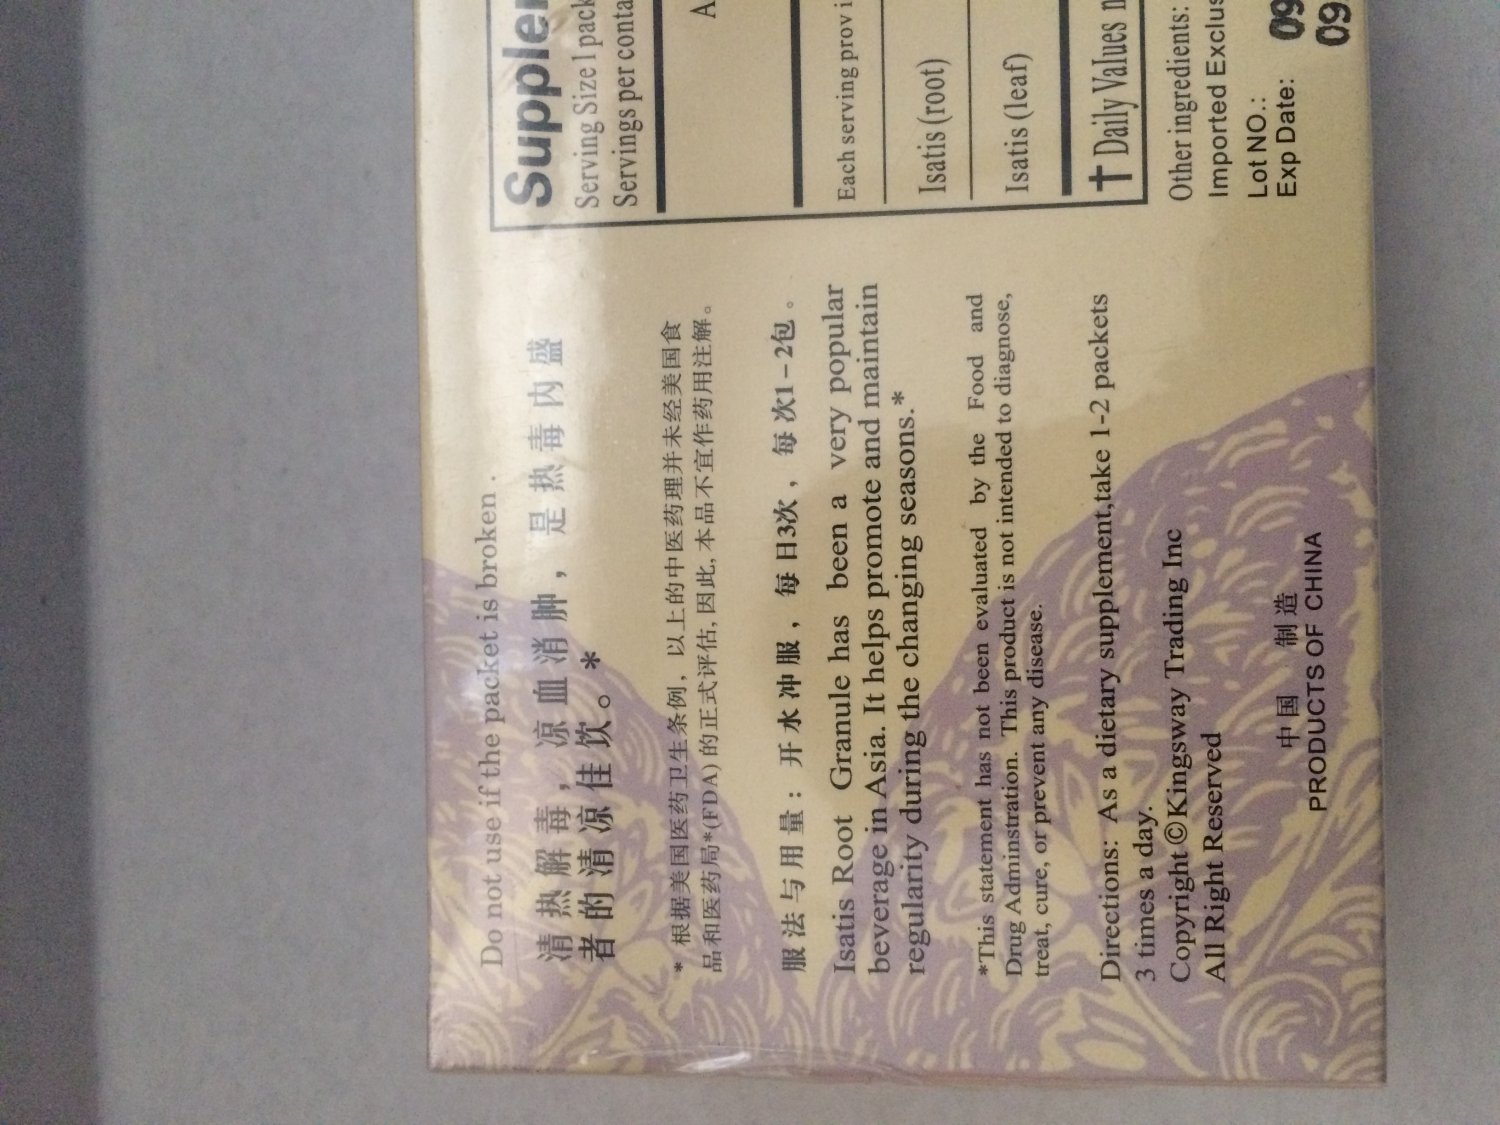 Do not use if the packet is broken .
清热解毒，凉血消肿，是热毒内盛
者的清凉佳饮。*
* 根据美国医药卫生条例，以上的中医药理并未经美国食
品和医药局*(FDA)的正式评估,因此,本品不宜作药用注解。
服法与用量：开水冲服，每日3次，每次1-2包。
Isatis Root Granule has been a very popular
beverage in Asia. It helps promote and maintain
regularity during the changing seasons.*
*This statement has not been evaluated by the Food and
Drug Adminstration. This product is not intended to diagnose,
treat, cure, or prevent any disease.
Directions: As a dietary supplement,take 1-2 packets
3 times a day.
Copyright ©Kingsway Trading Inc
All Right Reserved
中国 制造
PRODUCTS OF CHINA
Serving Size 1
Servings per
Each serving
Isatis (root)
Isatis (leaf)
† Daily Values
Other ingredients:
Imported
Lot NO.:
Exp Date: